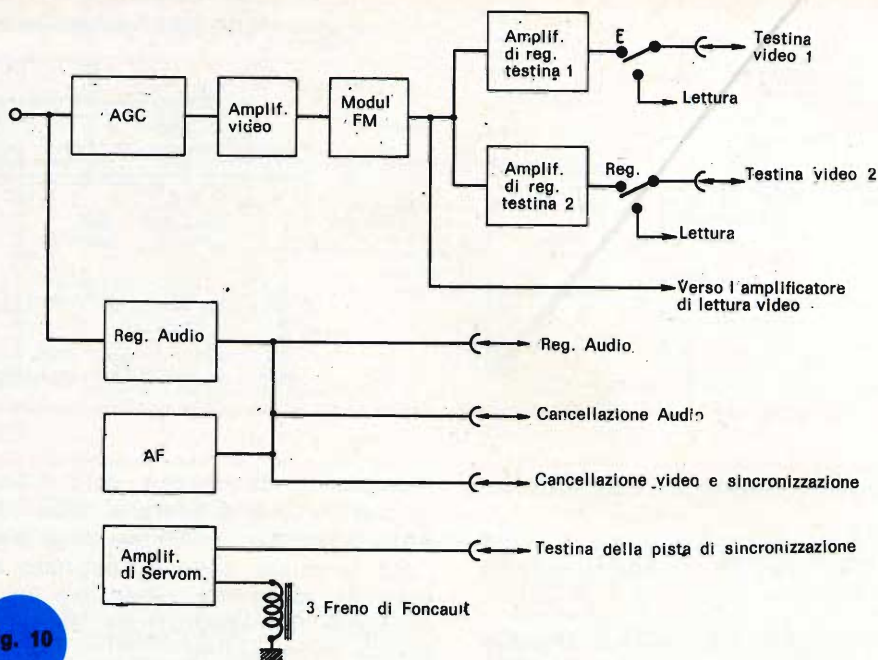 Amplif.
di reg.
testina 1
E
Testina
video 1
Lettura
AGC
Amplif.
video
Modul
FM
Amplif.
di reg.
testina 2
Reg.
Testina video 2
Lettura
Verso l'amplificatore
di lettura video
Reg. Audio
Reg. Audio
Cancellazione Audio
AF
Cancellazione video e sincronizzazione
Amplif.
di Servom.
Testina della pista di sincronizzazione
3 Freno di Foncault
g. 10